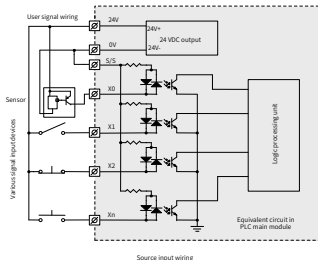 User signal wiring
24V
24V+
24 VDC output
0V
24V-
S/S
Sensor
X0
X1
X2
Xn
Various signal input devices
Logic processing unit
Equivalent circuit in
PLC main module
Source input wiring